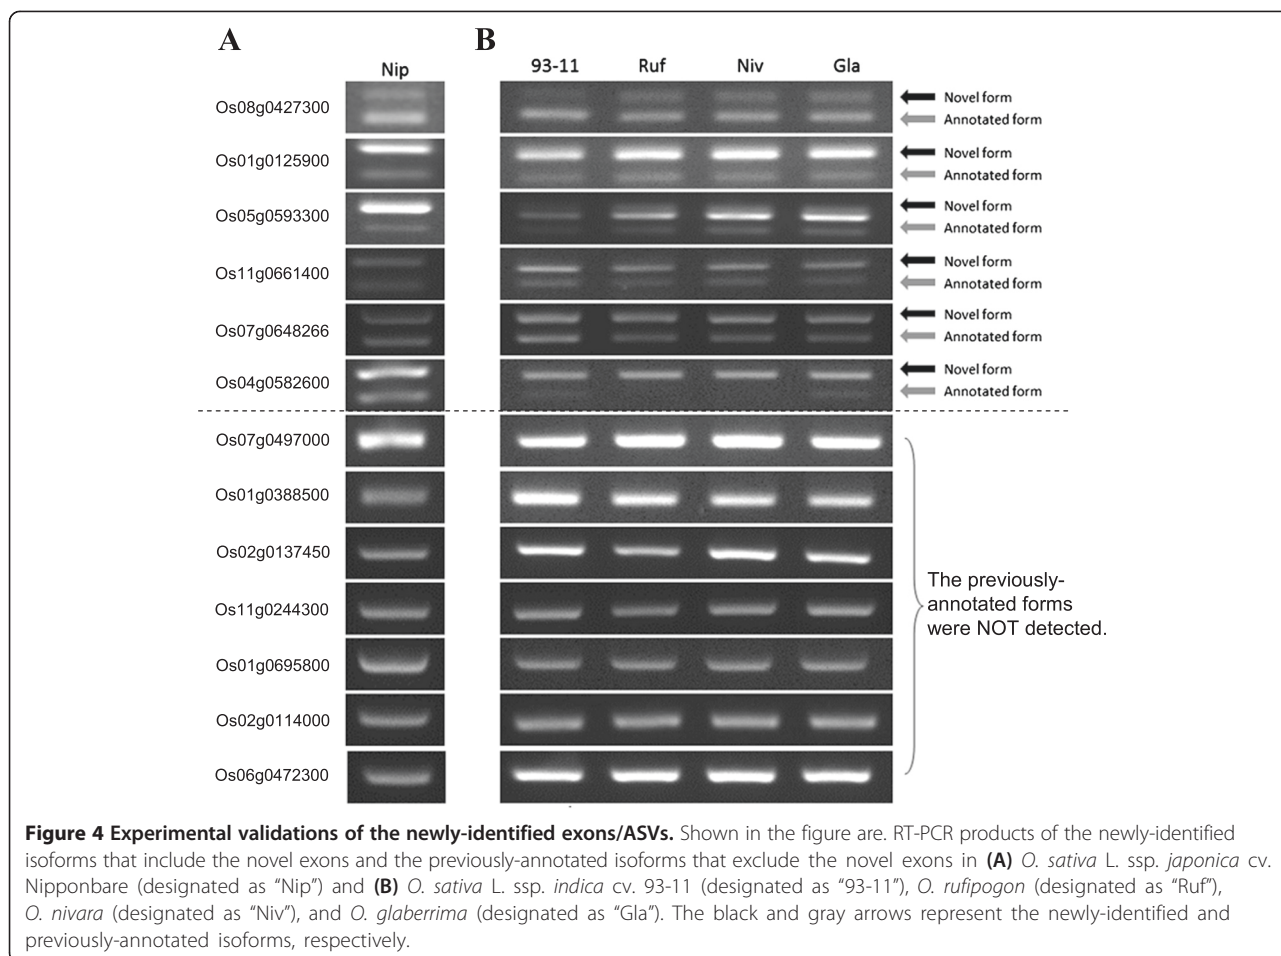 A
B
Nip
93-11 Ruf Niv Gla
Os08g0427300
Novel form
Annotated form
Os01g0125900
Novel form
Annotated form
Os05g0593300
Novel form
Annotated form
Os11g0661400
Novel form
Annotated form
Os07g0648266
Novel form
Annotated form
Os04g0582600
Novel form
Annotated form
Os07g0497000
Os01g0388500
Os02g0137450
Os11g0244300
Os01g0695800
Os02g0114000
Os06g0472300
The previously-
annotated forms
were NOT detected.
Figure 4 Experimental validations of the newly-identified exons/ASVs. Shown in the figure are. RT-PCR products of the newly-identified
isoforms that include the novel exons and the previously-annotated isoforms that exclude the novel exons in (A) O. sativa L. ssp. japonica cv.
Nipponbare (designated as “Nip”) and (B) O. sativa L. ssp. indica cv. 93-11 (designated as “93-11”), O. rufipogon (designated as “Ruf”),
O. nivara (designated as “Niv”), and O. glaberrima (designated as “Gla”). The black and gray arrows represent the newly-identified and
previously-annotated isoforms, respectively.